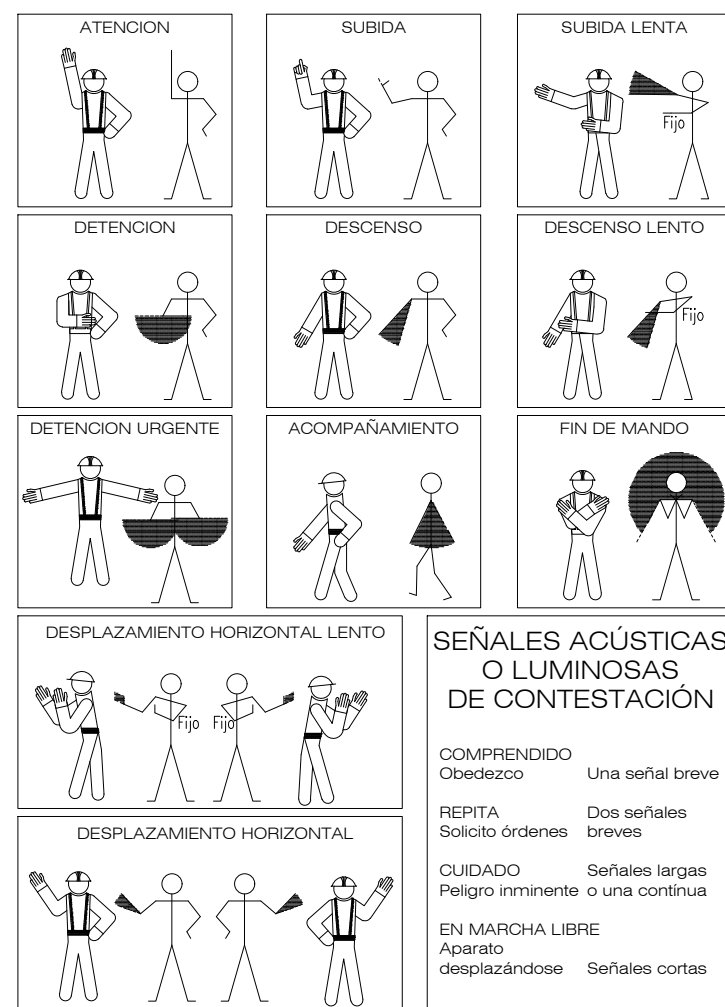 ATENCION
SUBIDA
SUBIDA LENTA
Fijo
DETENCION
DESCENSO
DESCENSO LENTO
Fijo
DETENCION URGENTE
ACOMPAÑAMIENTO
FIN DE MANDO
DESPLAZAMIENTO HORIZONTAL LENTO
Fijo Fijo
DESPLAZAMIENTO HORIZONTAL
SEÑALES ACÚSTICAS
O LUMINOSAS
DE CONTESTACIÓN
COMPRENDIDO
Obedezco Una señal breve
REPITA Dos señales
Solicito órdenes breves
CUIDADO Señales largas
Peligro inminente o una contínua
EN MARCHA LIBRE
Aparato
desplazándose Señales cortas